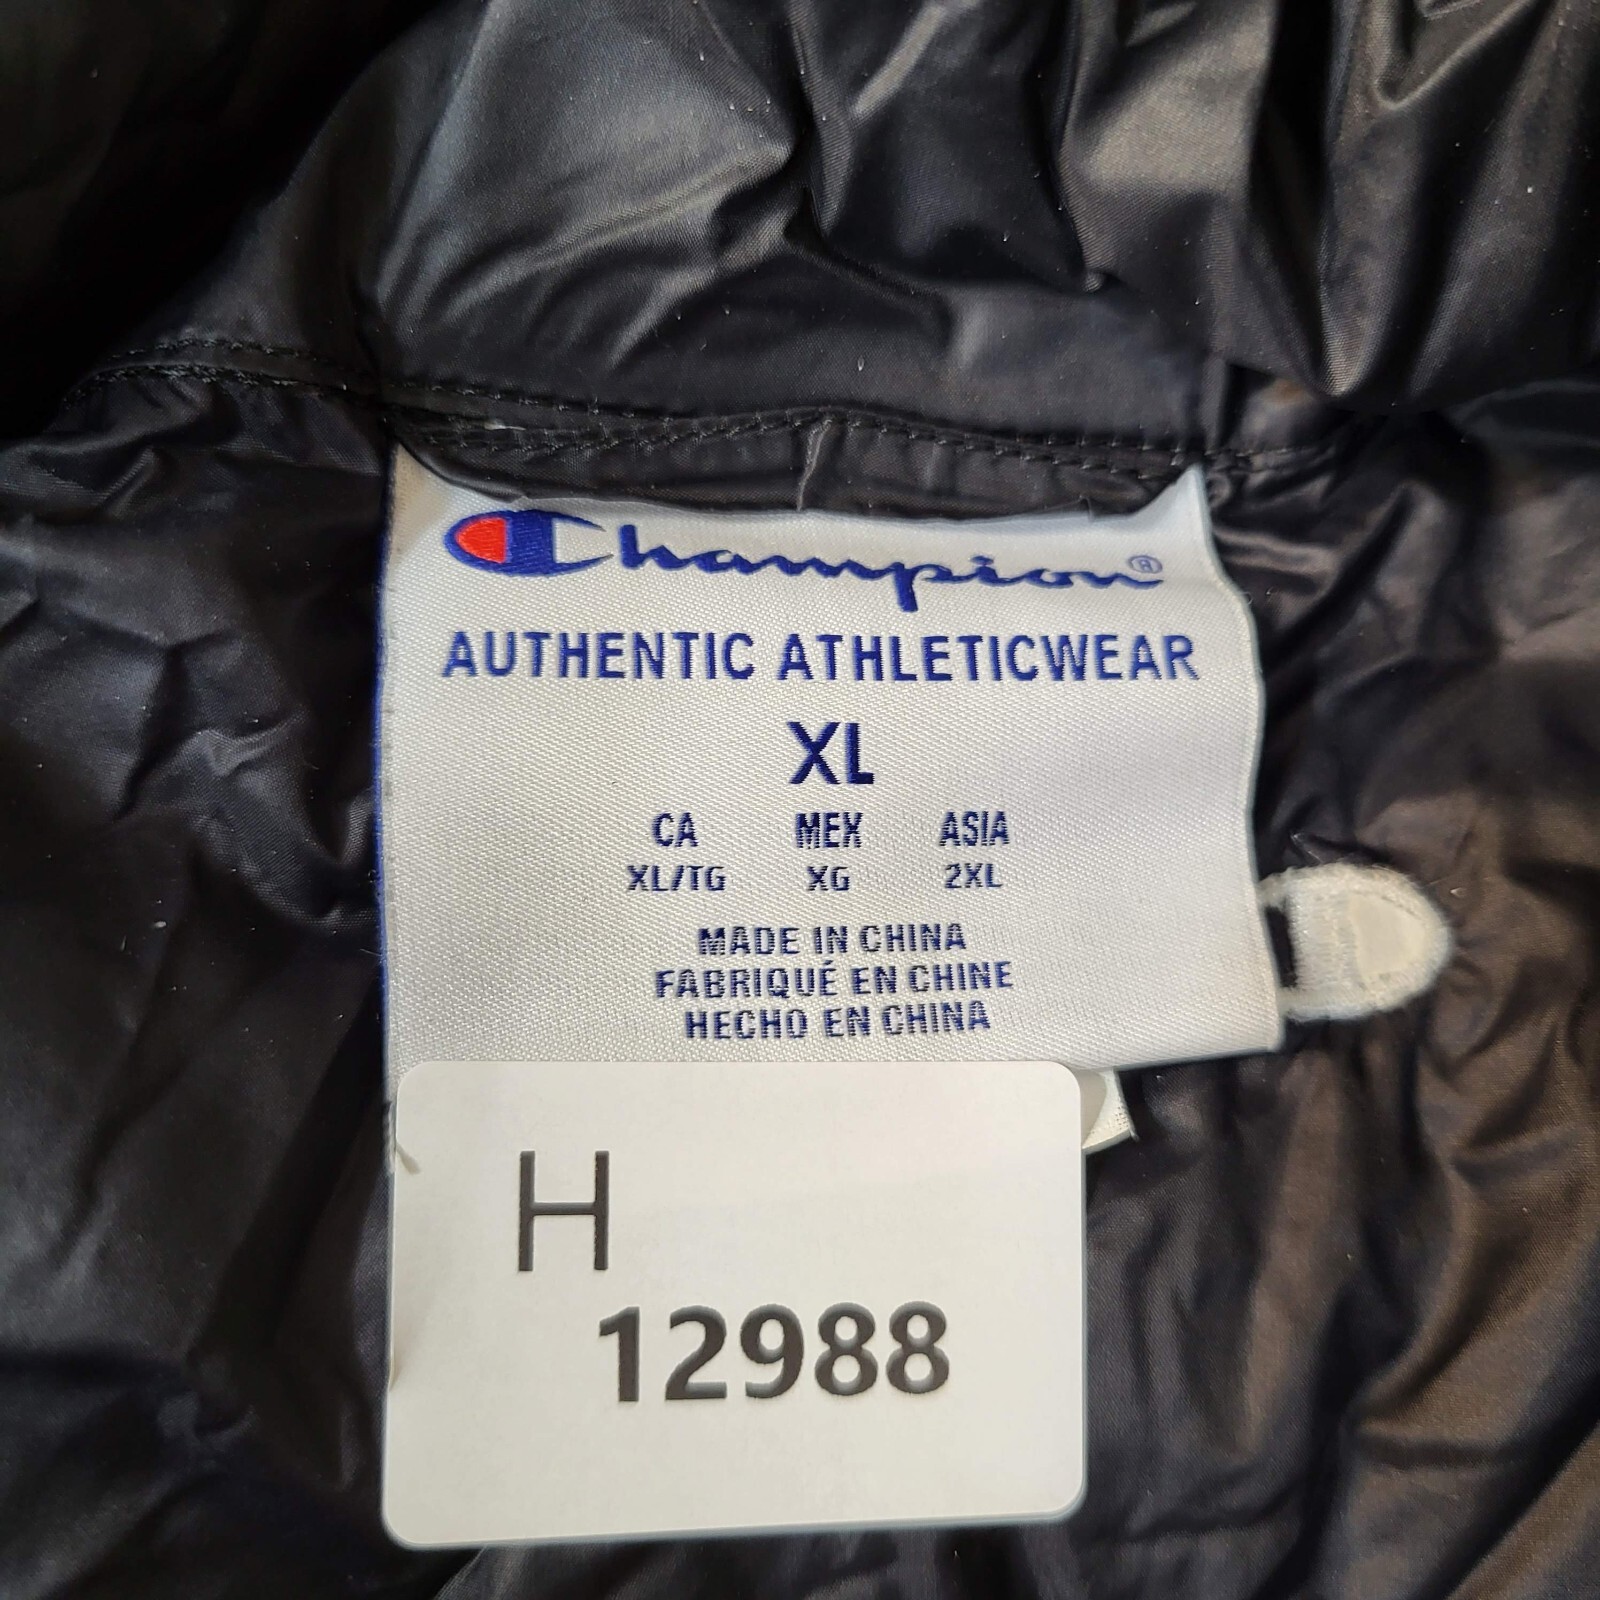 Champion®
AUTHENTIC ATHLETICWEAR
XL
CA MEX ASIA
XL/TG XG 2XL
MADE IN CHINA
FABRIQUÉ EN CHINE
HECHO EN CHINA
H
12988